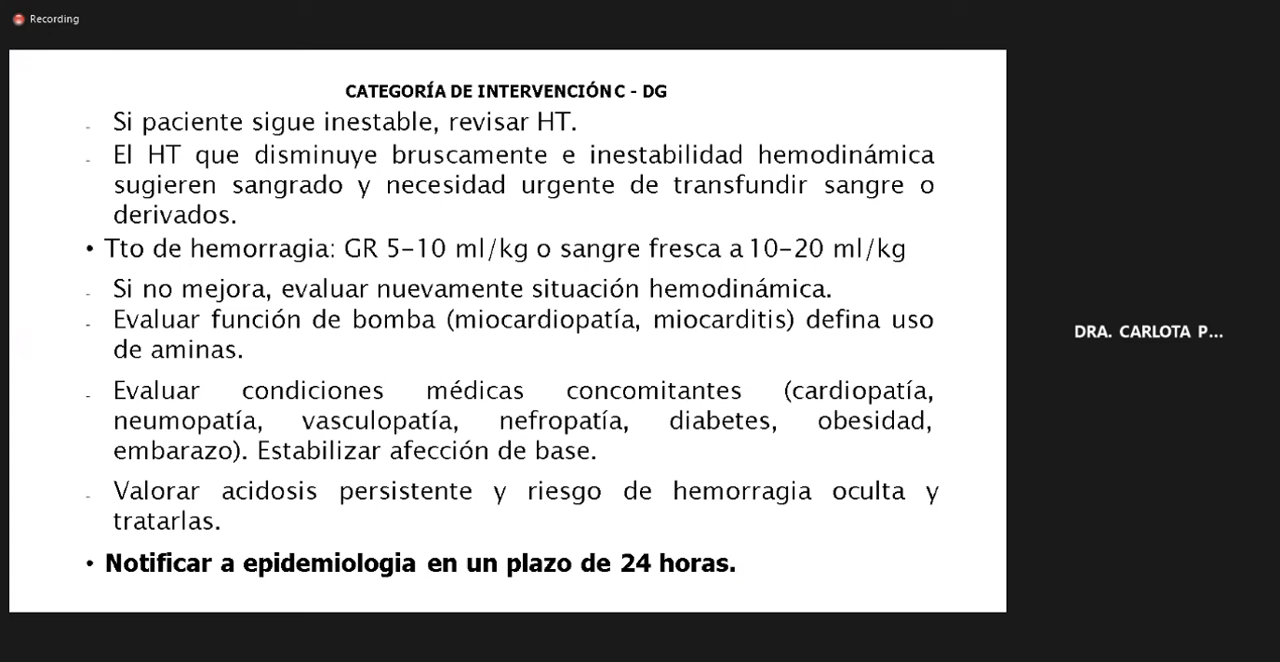 Recording
CATEGORÍA DE INTERVENCIÓN C - DG
- Si paciente sigue inestable, revisar HT.
- El HT que disminuye bruscamente e inestabilidad hemodinámica
sugieren sangrado y necesidad urgente de transfundir sangre o
derivados.
• Tto de hemorragia: GR 5-10 ml/kg o sangre fresca a 10-20 ml/kg
- Si no mejora, evaluar nuevamente situación hemodinámica.
- Evaluar función de bomba (miocardiopatía, miocarditis) defina uso
de aminas.
- Evaluar condiciones médicas concomitantes (cardiopatía,
neumopatía, vasculopatía, nefropatía, diabetes, obesidad,
embarazo). Estabilizar afección de base.
- Valorar acidosis persistente y riesgo de hemorragia oculta y
tratarlas.
• Notificar a epidemiologia en un plazo de 24 horas.
DRA. CARLOTA P...